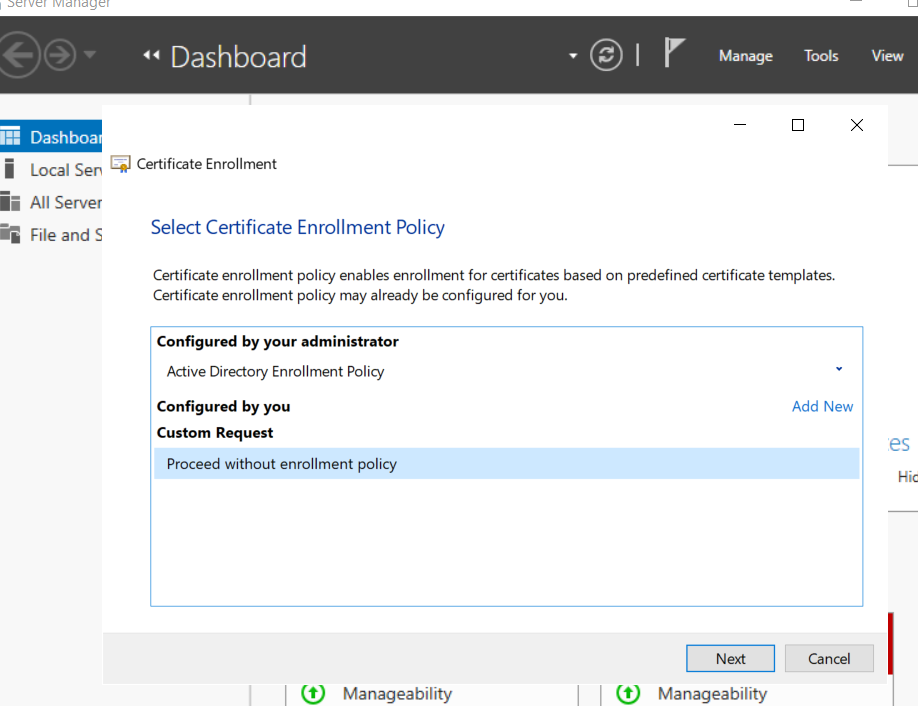 Server Manager
Dashboard
Manage Tools View
Dashboar
Local Serv
All Server
File and S
Certificate Enrollment
Select Certificate Enrollment Policy
Certificate enrollment policy enables enrollment for certificates based on predefined certificate templates.
Certificate enrollment policy may already be configured for you.
Configured by your administrator
Active Directory Enrollment Policy
Configured by you Add New
Custom Request
Proceed without enrollment policy
es
Hid
Next Cancel
Manageability Manageability